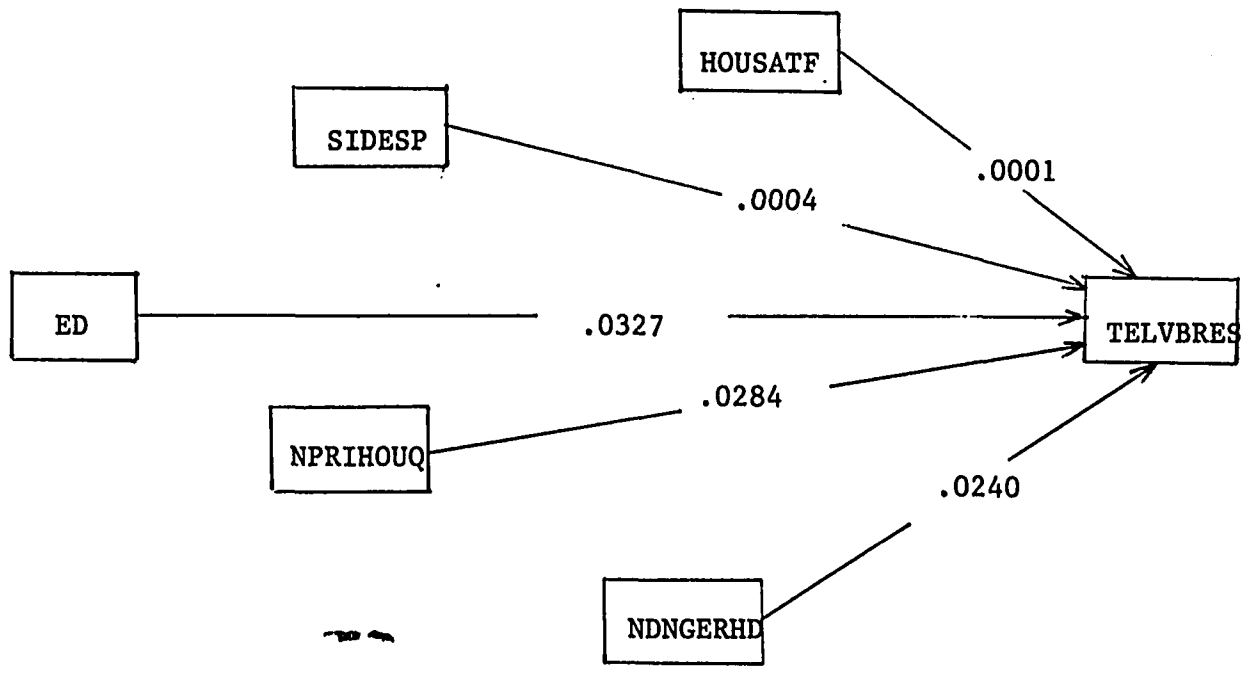 HOUSATF
SIDESP
.0001
.0004
ED
.0327
TELVBRES
.0284
NPRIHOUQ
.0240
NDNGERHD